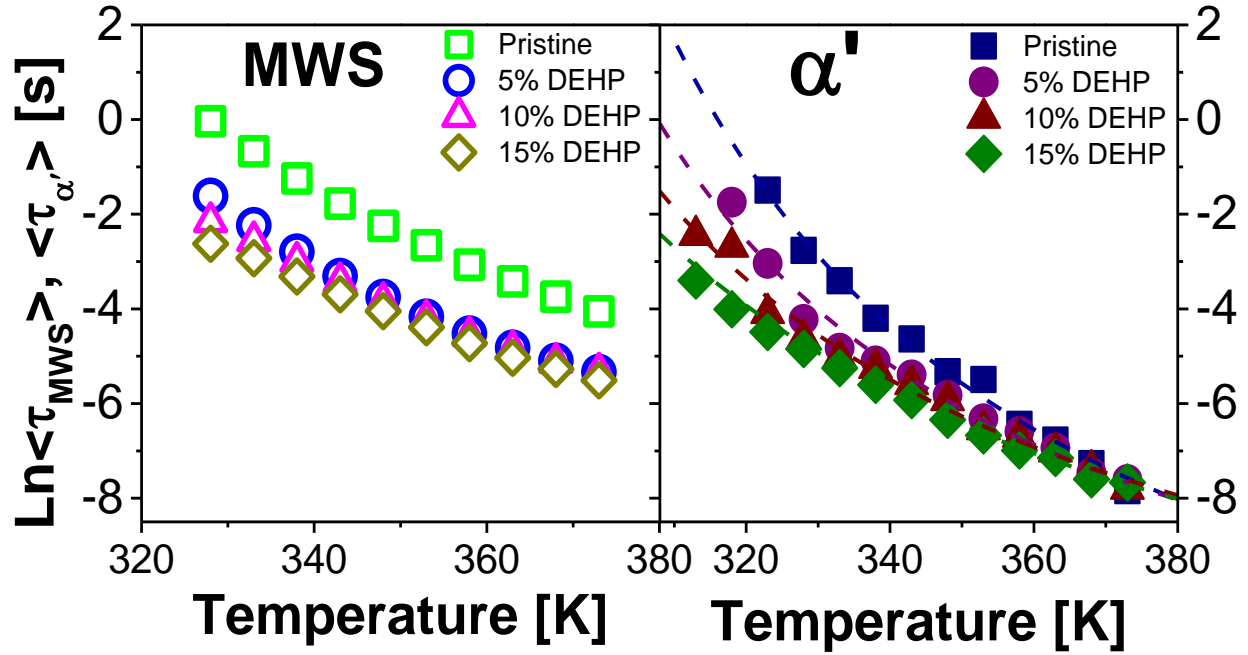 Ln<τMWS>, <τα'> [s]
2
0
-2
-4
-6
-8
MWS
Pristine
5% DEHP
10% DEHP
15% DEHP
320
340
360
380
Temperature [K]
α'
Pristine
5% DEHP
10% DEHP
15% DEHP
2
0
-2
-4
-6
-8
320
340
360
380
Temperature [K]